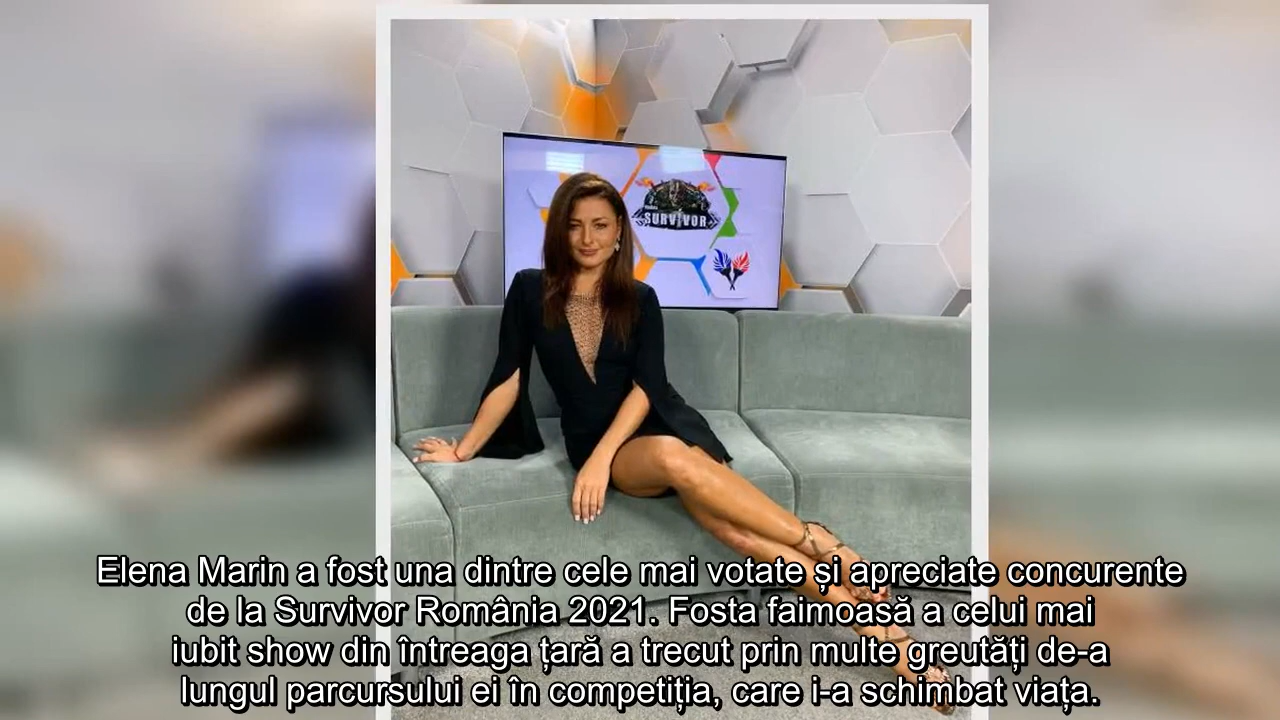 SURVIVOR
Elena Marin a fost una dintre cele mai votate și apreciate concurente
de la Survivor România 2021. Fosta faimoasă a celui mai
iubit show din întreaga țară a trecut prin multe greutăți de-a
lungul parcursului ei în competiția, care i-a schimbat viața.